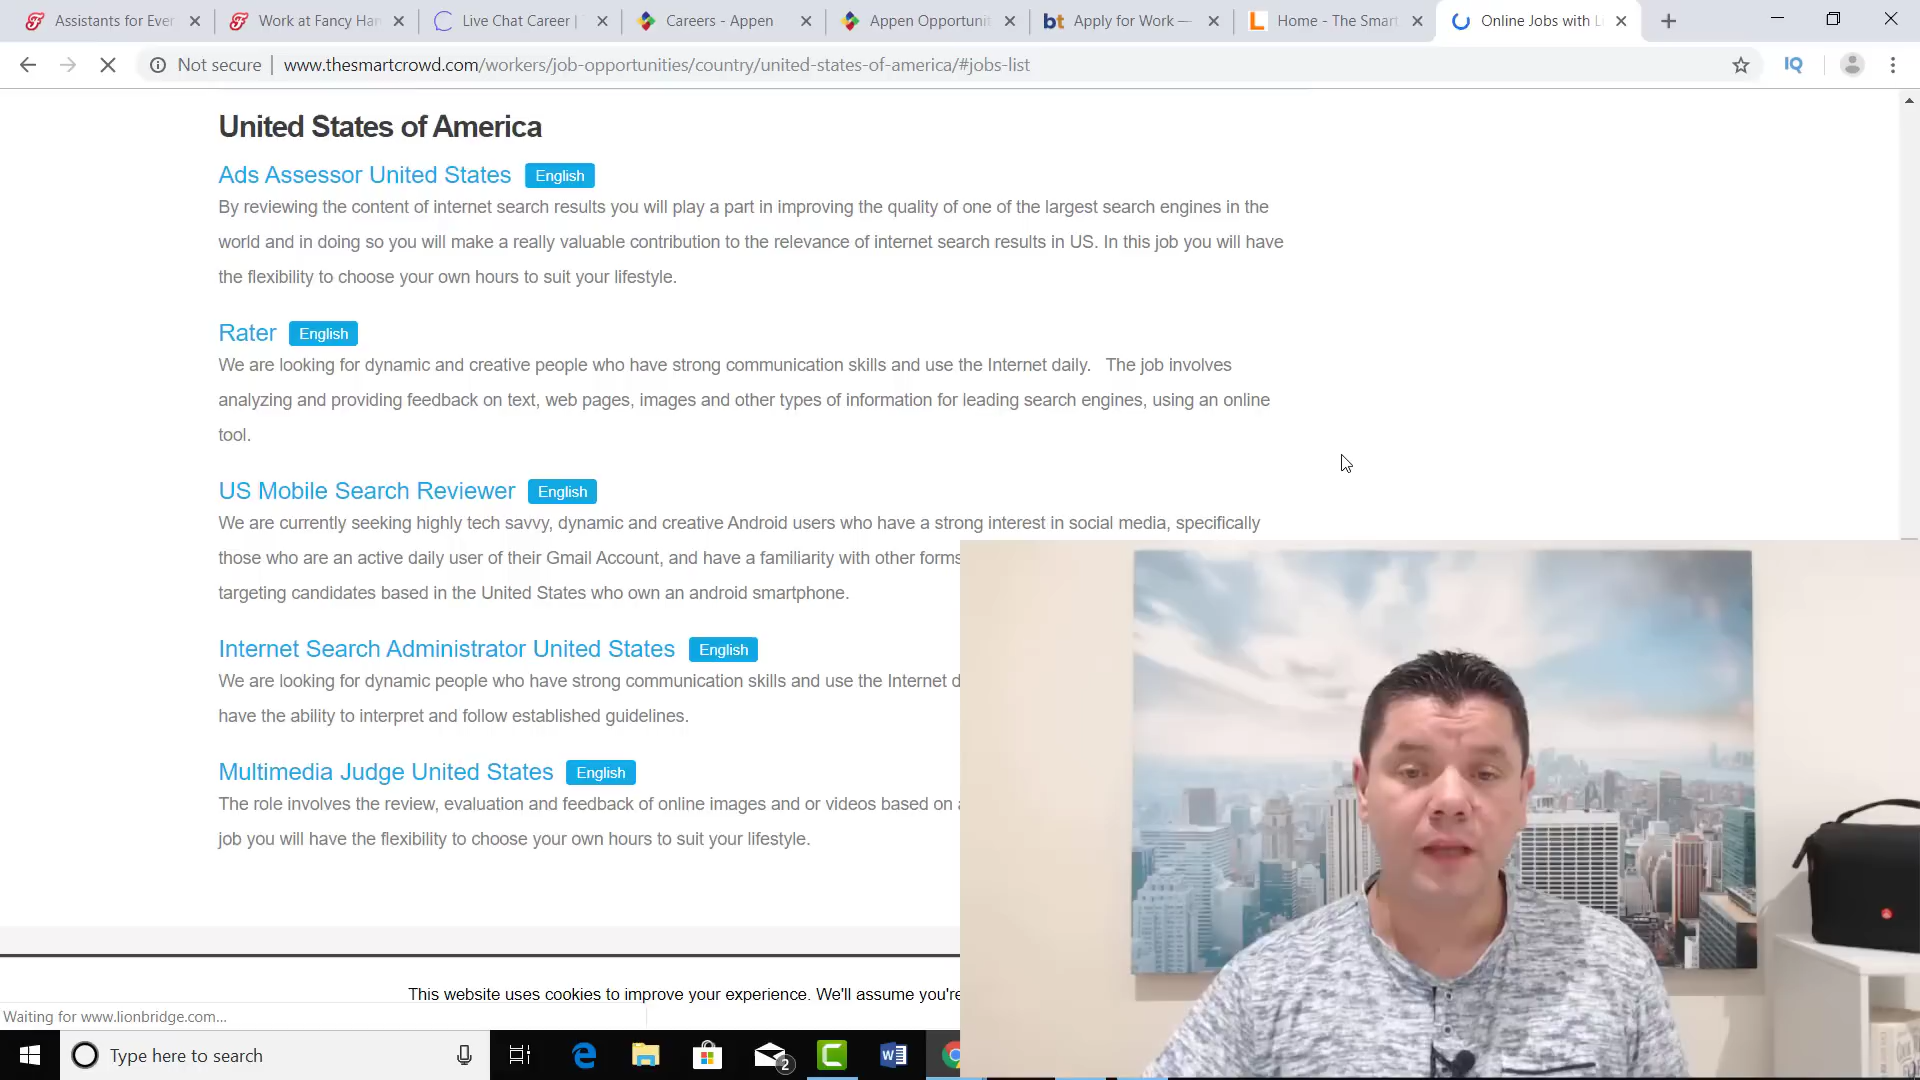 Assistants for Ever
Work at Fancy Han
Live Chat Career |
Careers - Appen
Appen Opportunit
Apply for Work —
Home - The Smart
Online Jobs with L
Not secure | www.thesmartcrowd.com/workers/job-opportunities/country/united-states-of-america/#jobs-list
IQ
United States of America
Ads Assessor United States English
By reviewing the content of internet search results you will play a part in improving the quality of one of the largest search engines in the
world and in doing so you will make a really valuable contribution to the relevance of internet search results in US. In this job you will have
the flexibility to choose your own hours to suit your lifestyle.
Rater English
We are looking for dynamic and creative people who have strong communication skills and use the Internet daily. The job involves
analyzing and providing feedback on text, web pages, images and other types of information for leading search engines, using an online
tool.
US Mobile Search Reviewer English
We are currently seeking highly tech savvy, dynamic and creative Android users who have a strong interest in social media, specifically
those who are an active daily user of their Gmail Account, and have a familiarity with other forms
targeting candidates based in the United States who own an android smartphone.
Internet Search Administrator United States English
We are looking for dynamic people who have strong communication skills and use the Internet d
have the ability to interpret and follow established guidelines.
Multimedia Judge United States English
The role involves the review, evaluation and feedback of online images and or videos based on a
job you will have the flexibility to choose your own hours to suit your lifestyle.
This website uses cookies to improve your experience. We'll assume you're
Waiting for www.lionbridge.com...
Type here to search
2